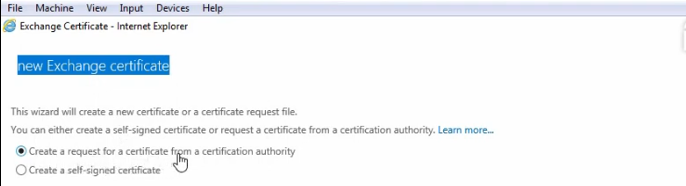 File Machine View Input Devices Help
Exchange Certificate - Internet Explorer
new Exchange certificate
This wizard will create a new certificate or a certificate request file.
You can either create a self-signed certificate or request a certificate from a certification authority. Learn more...
Create a request for a certificate from a certification authority
Create a self-signed certificate